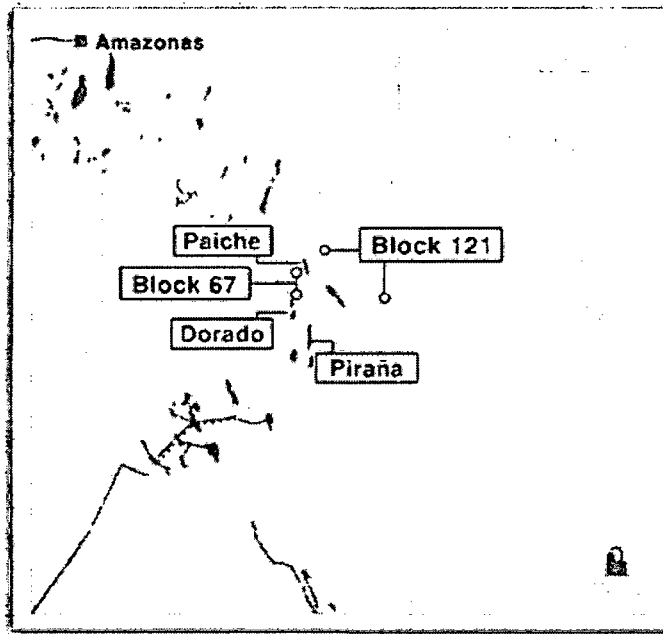 Amazonas
Paiche
Block 121
Block 67
Dorado
Piraña